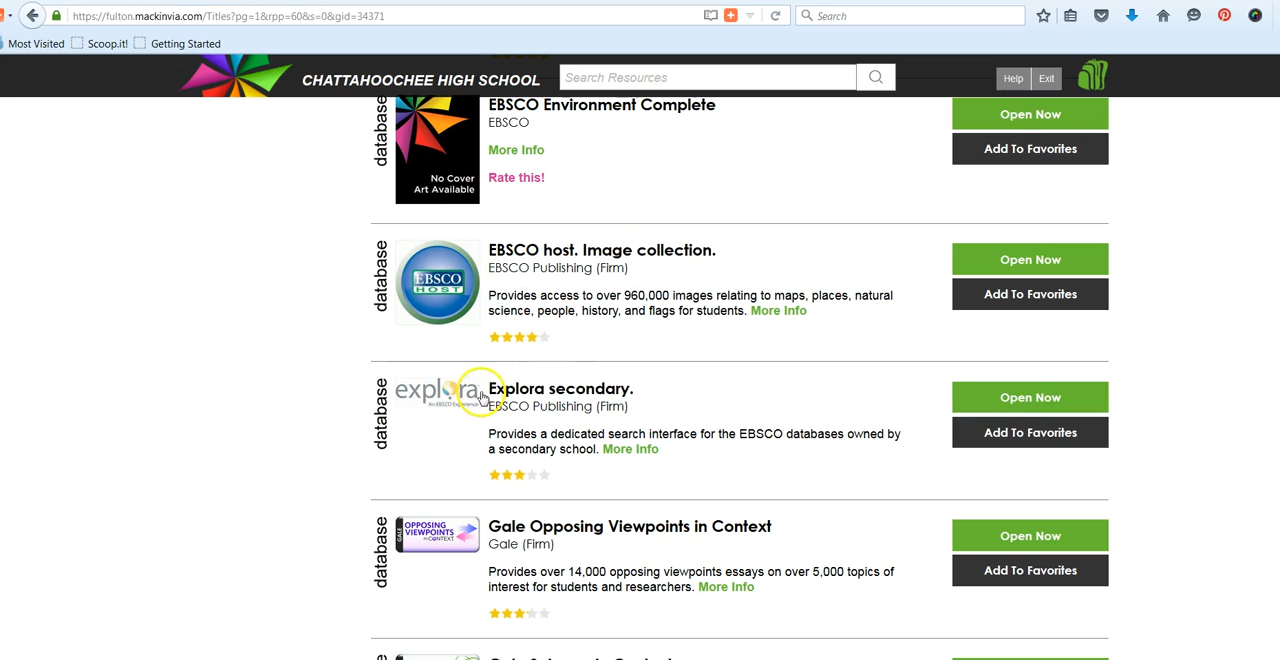 https://fulton.mackinvia.com/Titles?pg=1&rpp=60&s=0&gid=34371
Search
Most Visited
Scoop.it!
Getting Started
CHATTAHOOCHEE HIGH SCHOOL
Search Resources
Help
Exit
database
No Cover
Art Available
EBSCO Environment Complete
EBSCO
More Info
Rate this!
Open Now
Add To Favorites
database
EBSCO
HOST
EBSCO host. Image collection.
EBSCO Publishing (Firm)
Provides access to over 960,000 images relating to maps, places, natural
science, people, history, and flags for students. More Info
Open Now
Add To Favorites
database
explora
An EBSCO Experience
Explora secondary.
EBSCO Publishing (Firm)
Provides a dedicated search interface for the EBSCO databases owned by
a secondary school. More Info
Open Now
Add To Favorites
database
GALE
OPPOSING
VIEWPOINTS
IN CONTEXT
Gale Opposing Viewpoints in Context
Gale (Firm)
Provides over 14,000 opposing viewpoints essays on over 5,000 topics of
interest for students and researchers. More Info
Open Now
Add To Favorites